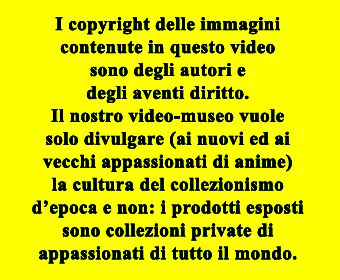 I copyright delle immagini
contenute in questo video
sono degli autori e
degli aventi diritto.
Il nostro video-museo vuole
solo divulgare (ai nuovi ed ai
vecchi appassionati di anime)
la cultura del collezionismo
d’epoca e non: i prodotti esposti
sono collezioni private di
appassionati di tutto il mondo.